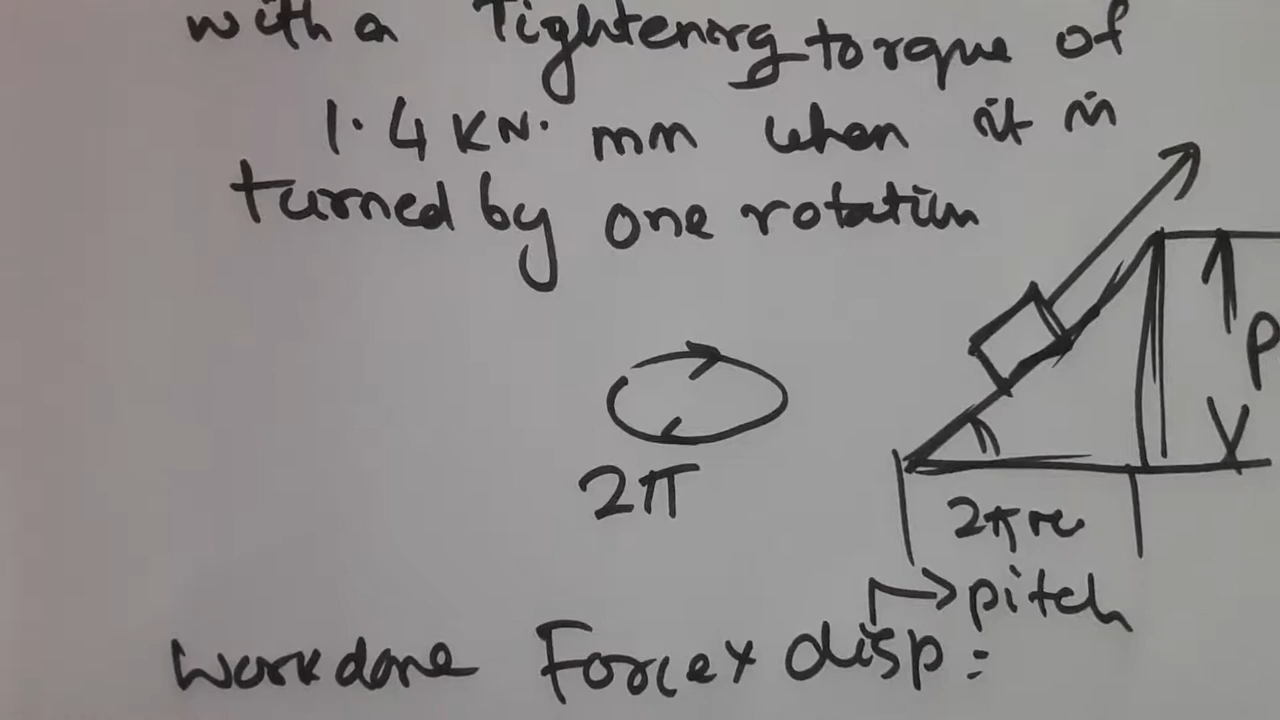 with a Tightening torque of
1.4 KN. mm when it is
turned by one rotation
P
2π
2πr
pitch
Workdone Force x disp =